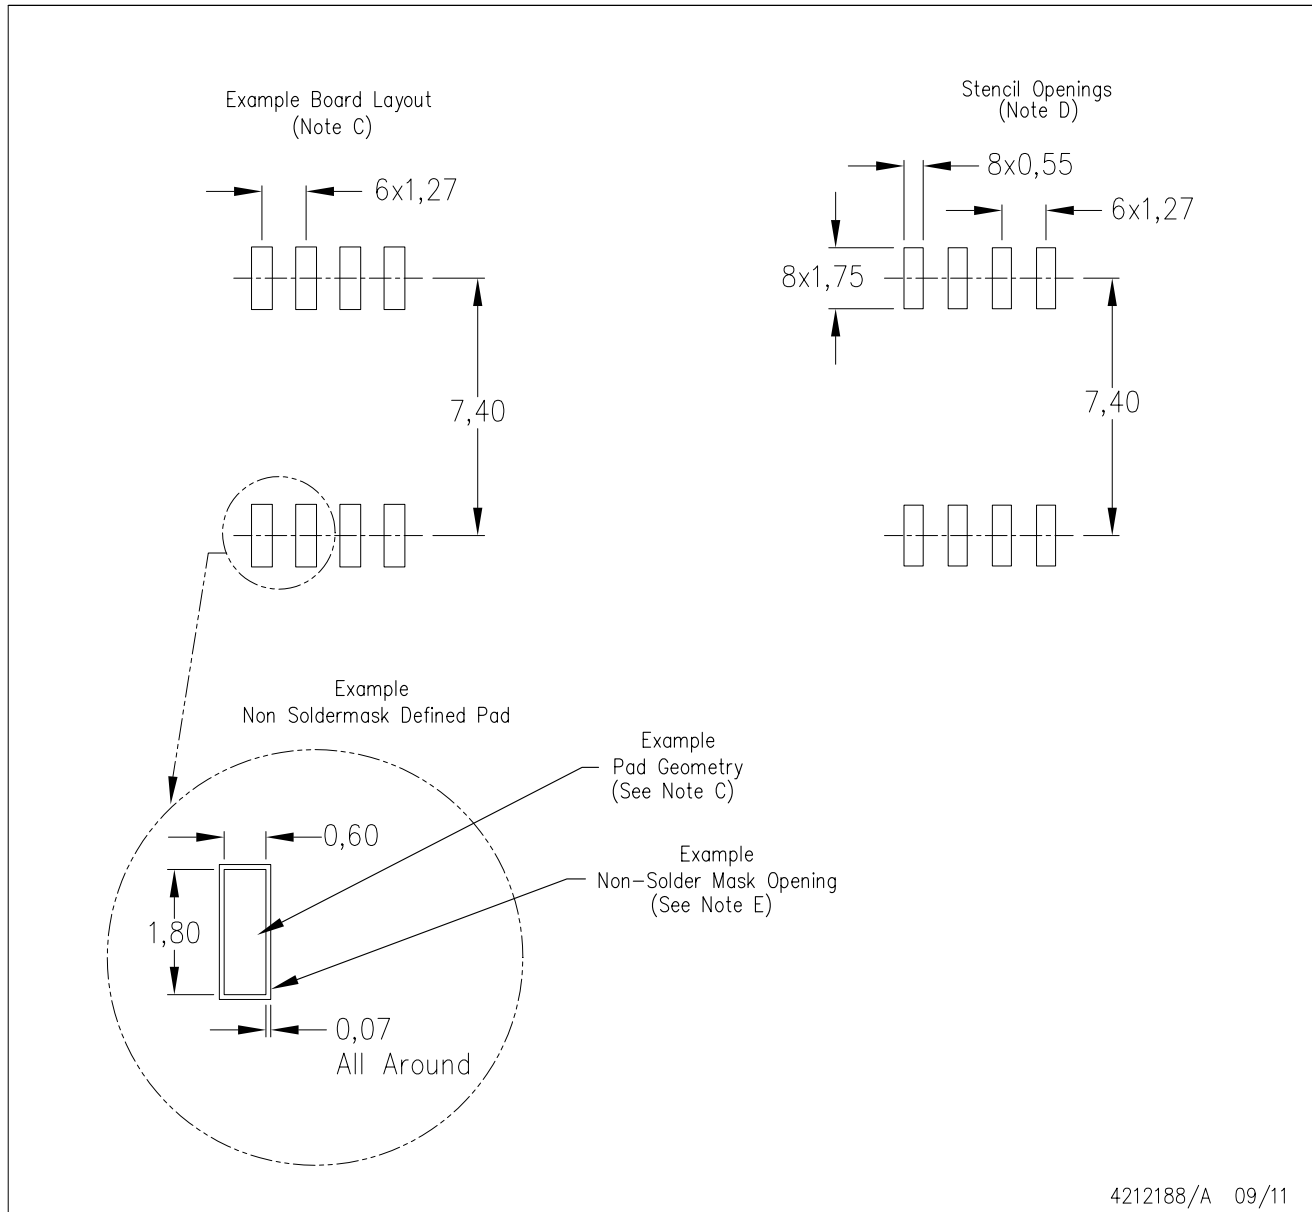 Example Board Layout
(Note C)
6x1,27
7,40
Stencil Openings
(Note D)
8x0,55
6x1,27
8x1,75
7,40
Example
Non Soldermask Defined Pad
Example
Pad Geometry
(See Note C)
0,60
Example
Non-Solder Mask Opening
(See Note E)
1,80
0,07
All Around
4212188/A 09/11